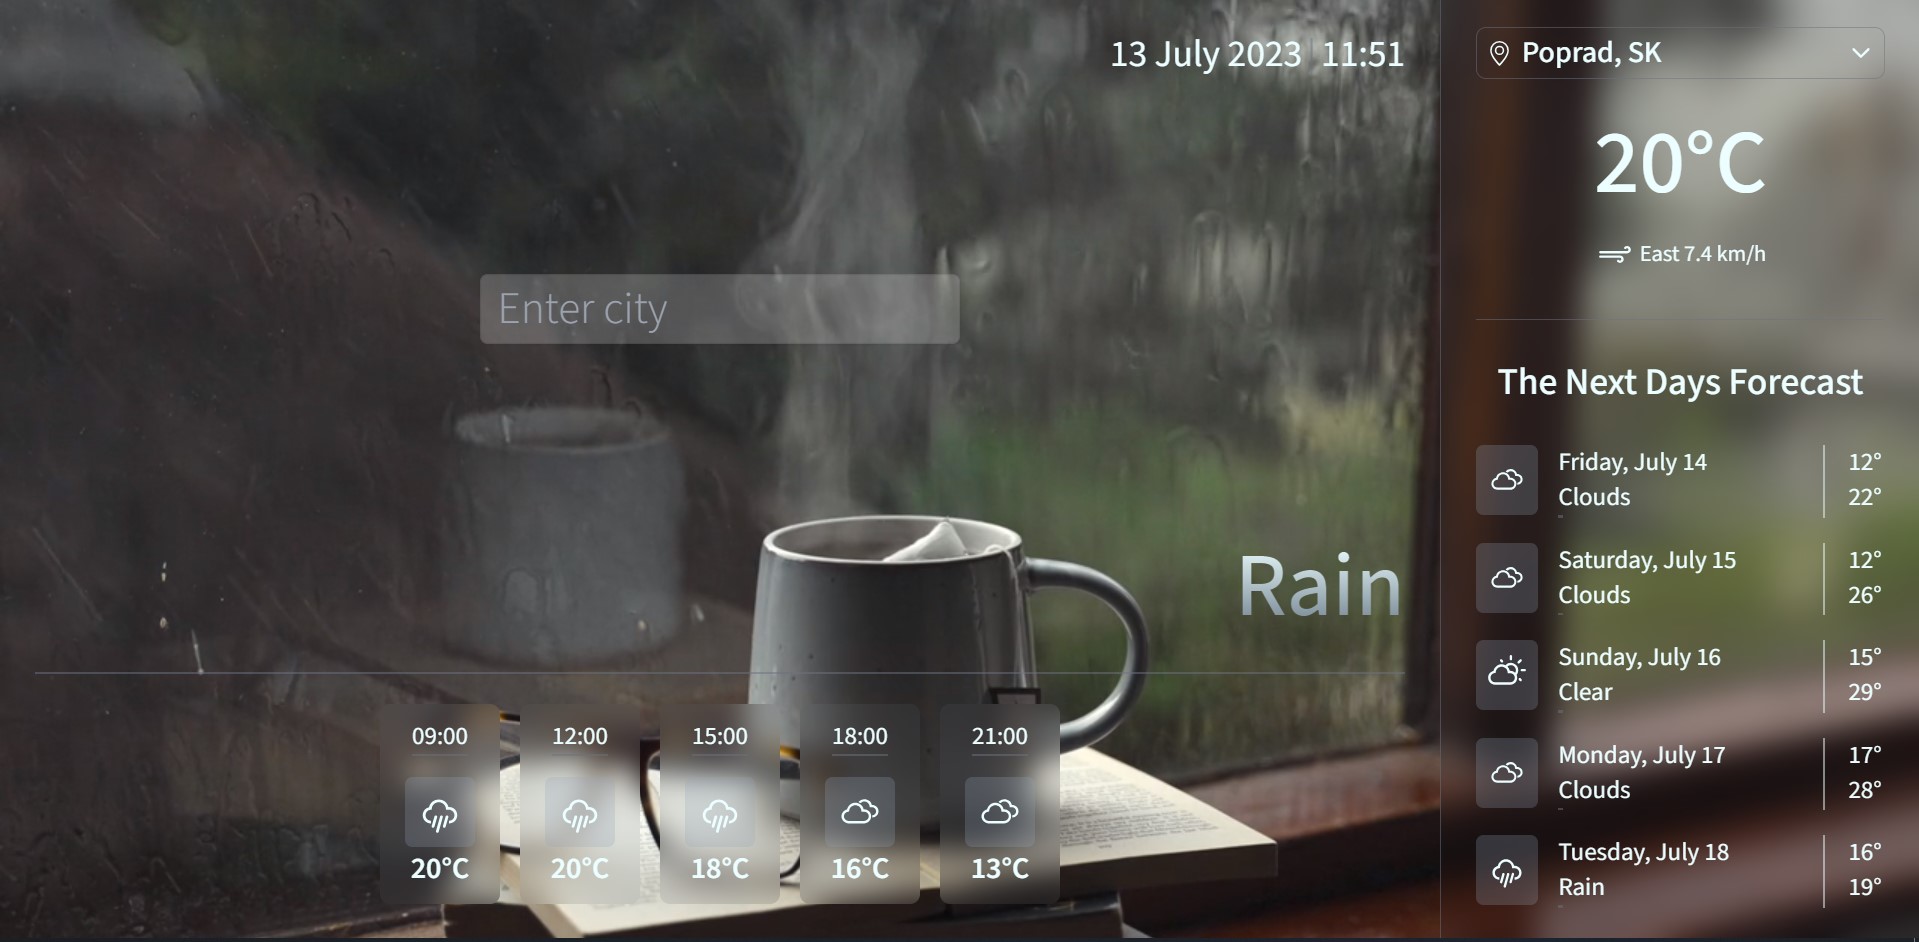 13 July 2023 11:51
Enter city
Rain
09:00
20°C
12:00
20°C
15:00
18°C
18:00
16°C
21:00
13°C
Poprad, SK
20°C
East 7.4 km/h
The Next Days Forecast
Friday, July 14
Clouds
12°
22°
Saturday, July 15
Clouds
12°
26°
Sunday, July 16
Clear
15°
29°
Monday, July 17
Clouds
17°
28°
Tuesday, July 18
Rain
16°
19°